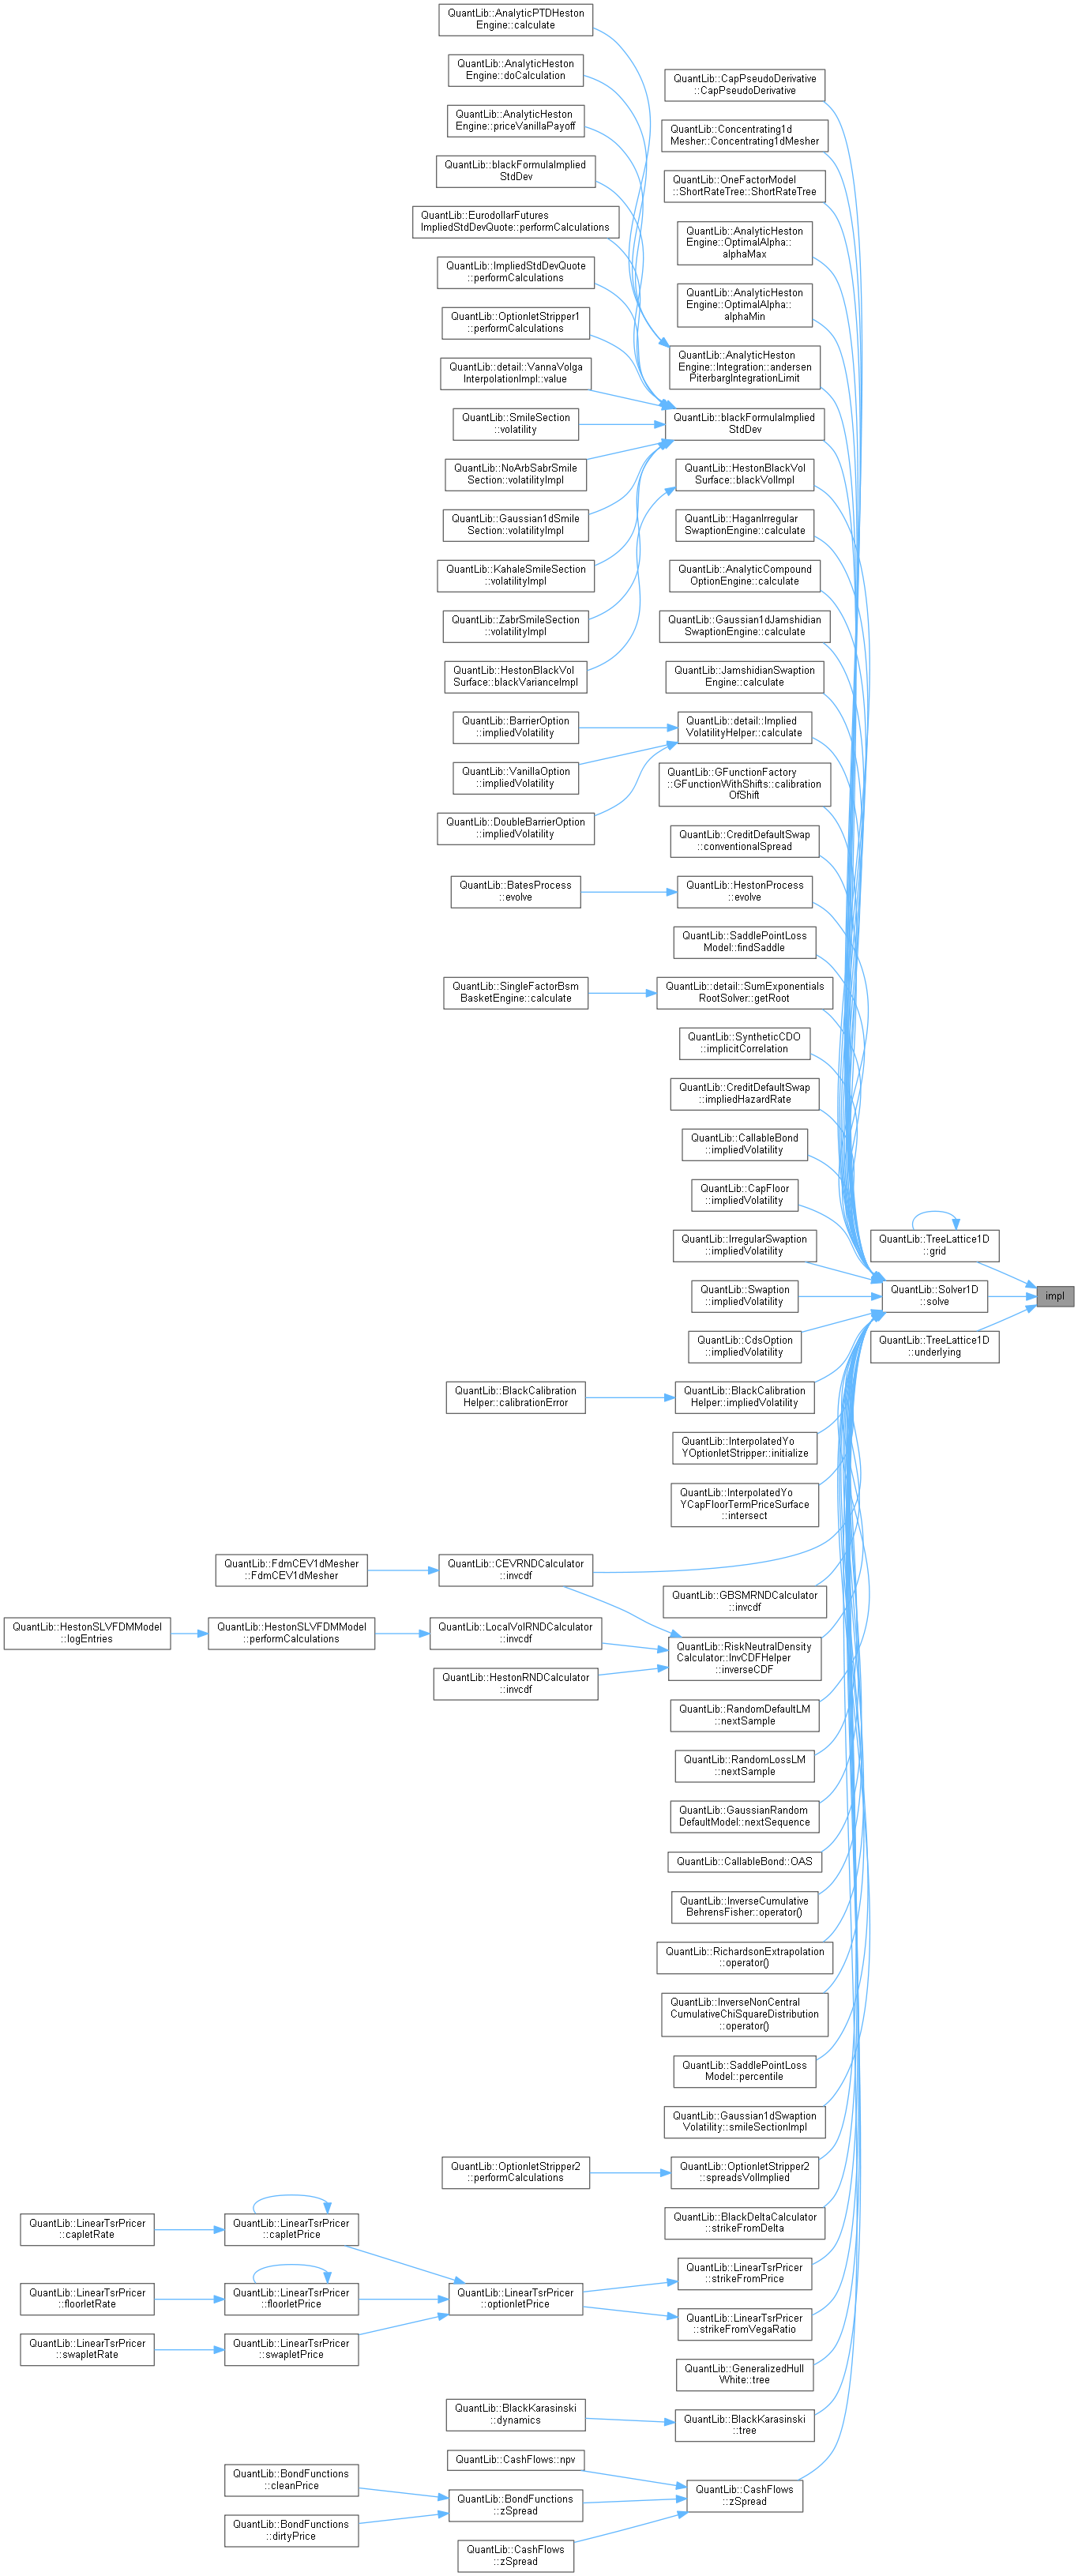 QuantLib::AnalyticPTDHeston
Engine::calculate
QuantLib::AnalyticHeston
Engine::doCalculation
QuantLib::AnalyticHeston
Engine::priceVanillaPayoff
QuantLib::blackFormulaImplied
StdDev
QuantLib::EurodollarFutures
ImpliedStdDevQuote::performCalculations
QuantLib::ImpliedStdDevQuote
::performCalculations
QuantLib::OptionletStripper1
::performCalculations
QuantLib::detail::VannaVolga
InterpolationImpl::value
QuantLib::SmileSection
::volatility
QuantLib::NoArbSabrSmile
Section::volatilityImpl
QuantLib::Gaussian1dSmile
Section::volatilityImpl
QuantLib::KahaleSmileSection
::volatilityImpl
QuantLib::ZabrSmileSection
::volatilityImpl
QuantLib::HestonBlackVol
Surface::blackVarianceImpl
QuantLib::BarrierOption
::impliedVolatility
QuantLib::VanillaOption
::impliedVolatility
QuantLib::DoubleBarrierOption
::impliedVolatility
QuantLib::BatesProcess
::evolve
QuantLib::SingleFactorBsm
BasketEngine::calculate
QuantLib::BlackCalibration
Helper::calibrationError
QuantLib::CapPseudoDerivative
::CapPseudoDerivative
QuantLib::Concentrating1d
Mesher::Concentrating1dMesher
QuantLib::OneFactorModel
::ShortRateTree::ShortRateTree
QuantLib::AnalyticHeston
Engine::OptimalAlpha::
alphaMax
QuantLib::AnalyticHeston
Engine::OptimalAlpha::
alphaMin
QuantLib::AnalyticHeston
Engine::Integration::andersen
PiterbargIntegrationLimit
QuantLib::blackFormulaImplied
StdDev
QuantLib::HestonBlackVol
Surface::blackVolImpl
QuantLib::HaganIrregular
SwaptionEngine::calculate
QuantLib::AnalyticCompound
OptionEngine::calculate
QuantLib::Gaussian1dJamshidian
SwaptionEngine::calculate
QuantLib::JamshidianSwaption
Engine::calculate
QuantLib::detail::Implied
VolatilityHelper::calculate
QuantLib::GFunctionFactory
::GFunctionWithShifts::calibration
OfShift
QuantLib::CreditDefaultSwap
::conventionalSpread
QuantLib::HestonProcess
::evolve
QuantLib::SaddlePointLoss
Model::findSaddle
QuantLib::detail::SumExponentials
RootSolver::getRoot
QuantLib::SyntheticCDO
::implicitCorrelation
QuantLib::CreditDefaultSwap
::impliedHazardRate
QuantLib::CallableBond
::impliedVolatility
QuantLib::CapFloor
::impliedVolatility
QuantLib::IrregularSwaption
::impliedVolatility
QuantLib::Swaption
::impliedVolatility
QuantLib::CdsOption
::impliedVolatility
QuantLib::BlackCalibration
Helper::impliedVolatility
QuantLib::InterpolatedYo
YOptionletStripper::initialize
QuantLib::InterpolatedYo
YCapFloorTermPriceSurface
::intersect
QuantLib::TreeLattice1D
::grid
QuantLib::Solver1D
::solve
QuantLib::TreeLattice1D
::underlying
impl
QuantLib::FdmCEV1dMesher
::FdmCEV1dMesher
QuantLib::CEVRNDCalculator
::invcdf
QuantLib::GBSMRNDCalculator
::invcdf
QuantLib::HestonSLVFDMModel
::logEntries
QuantLib::HestonSLVFDMModel
::performCalculations
QuantLib::LocalVolRNDCalculator
::invcdf
QuantLib::RiskNeutralDensity
Calculator::InvCDFHelper
::inverseCDF
QuantLib::HestonRNDCalculator
::invcdf
QuantLib::RandomDefaultLM
::nextSample
QuantLib::RandomLossLM
::nextSample
QuantLib::GaussianRandom
DefaultModel::nextSequence
QuantLib::CallableBond::OAS
QuantLib::InverseCumulative
BehrensFisher::operator()
QuantLib::RichardsonExtrapolation
::operator()
QuantLib::InverseNonCentral
CumulativeChiSquareDistribution
::operator()
QuantLib::SaddlePointLoss
Model::percentile
QuantLib::Gaussian1dSwaption
Volatility::smileSectionImpl
QuantLib::OptionletStripper2
::performCalculations
QuantLib::OptionletStripper2
::spreadsVolImplied
QuantLib::BlackDeltaCalculator
::strikeFromDelta
QuantLib::LinearTsrPricer
::capletRate
QuantLib::LinearTsrPricer
::capletPrice
QuantLib::LinearTsrPricer
::floorletRate
QuantLib::LinearTsrPricer
::floorletPrice
QuantLib::LinearTsrPricer
::optionletPrice
QuantLib::LinearTsrPricer
::strikeFromPrice
QuantLib::LinearTsrPricer
::strikeFromVegaRatio
QuantLib::LinearTsrPricer
::swapletRate
QuantLib::LinearTsrPricer
::swapletPrice
QuantLib::GeneralizedHull
White::tree
QuantLib::BlackKarasinski
::dynamics
QuantLib::BlackKarasinski
::tree
QuantLib::CashFlows::npv
QuantLib::BondFunctions
::cleanPrice
QuantLib::BondFunctions
::zSpread
QuantLib::CashFlows
::zSpread
QuantLib::BondFunctions
::dirtyPrice
QuantLib::CashFlows
::zSpread